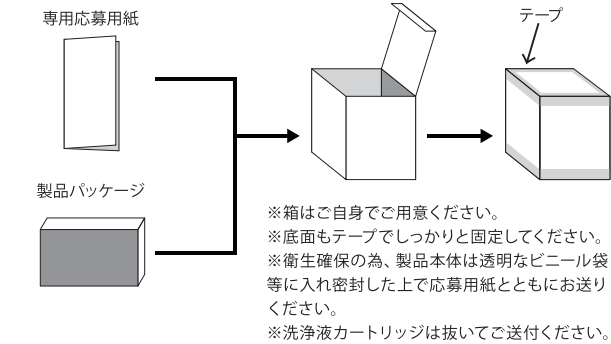 専用応募用紙
テープ
製品パッケージ
※箱はご自身でご用意ください。
※底面もテープでしっかりと固定してください。
※衛生確保の為、製品本体は透明なビニール袋
等に入れ密封した上で応募用紙とともにお送り
ください。
※洗浄液カートリッジは抜いてご送付ください。